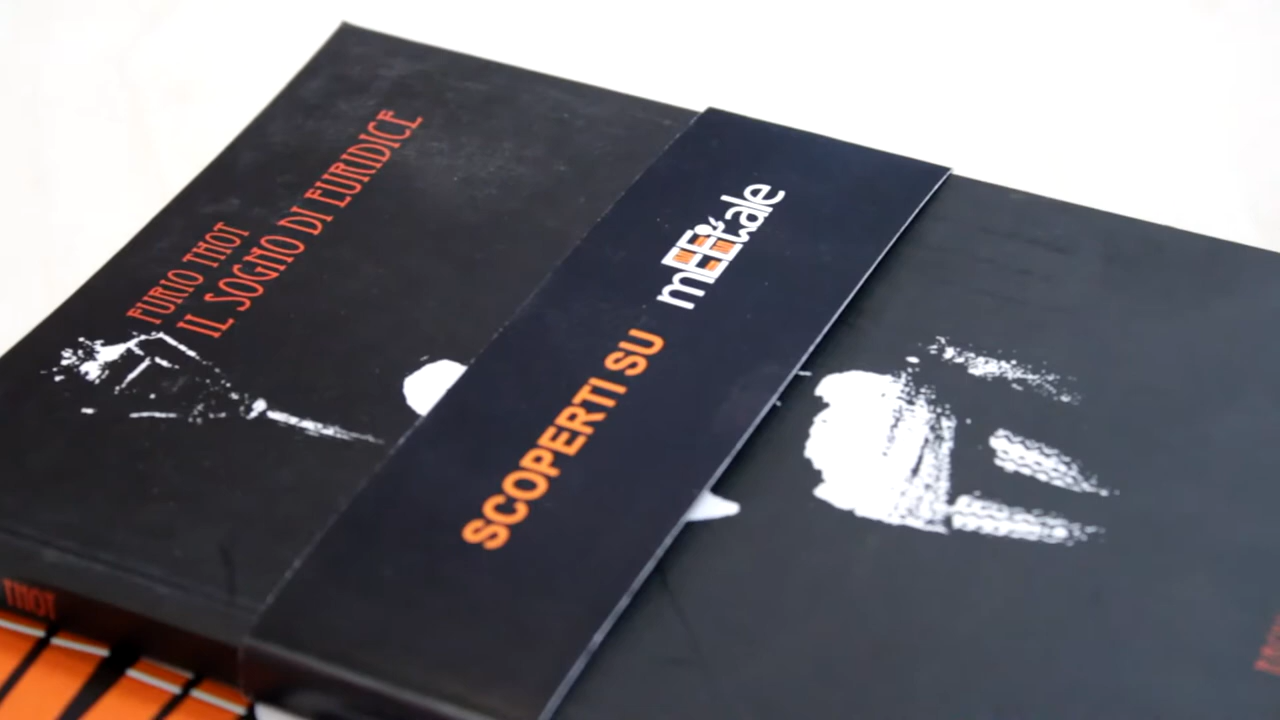 FURIO THOT
IL SOGNO DI EURIDICE
SCOPERTI SU
mEEtale
THOT